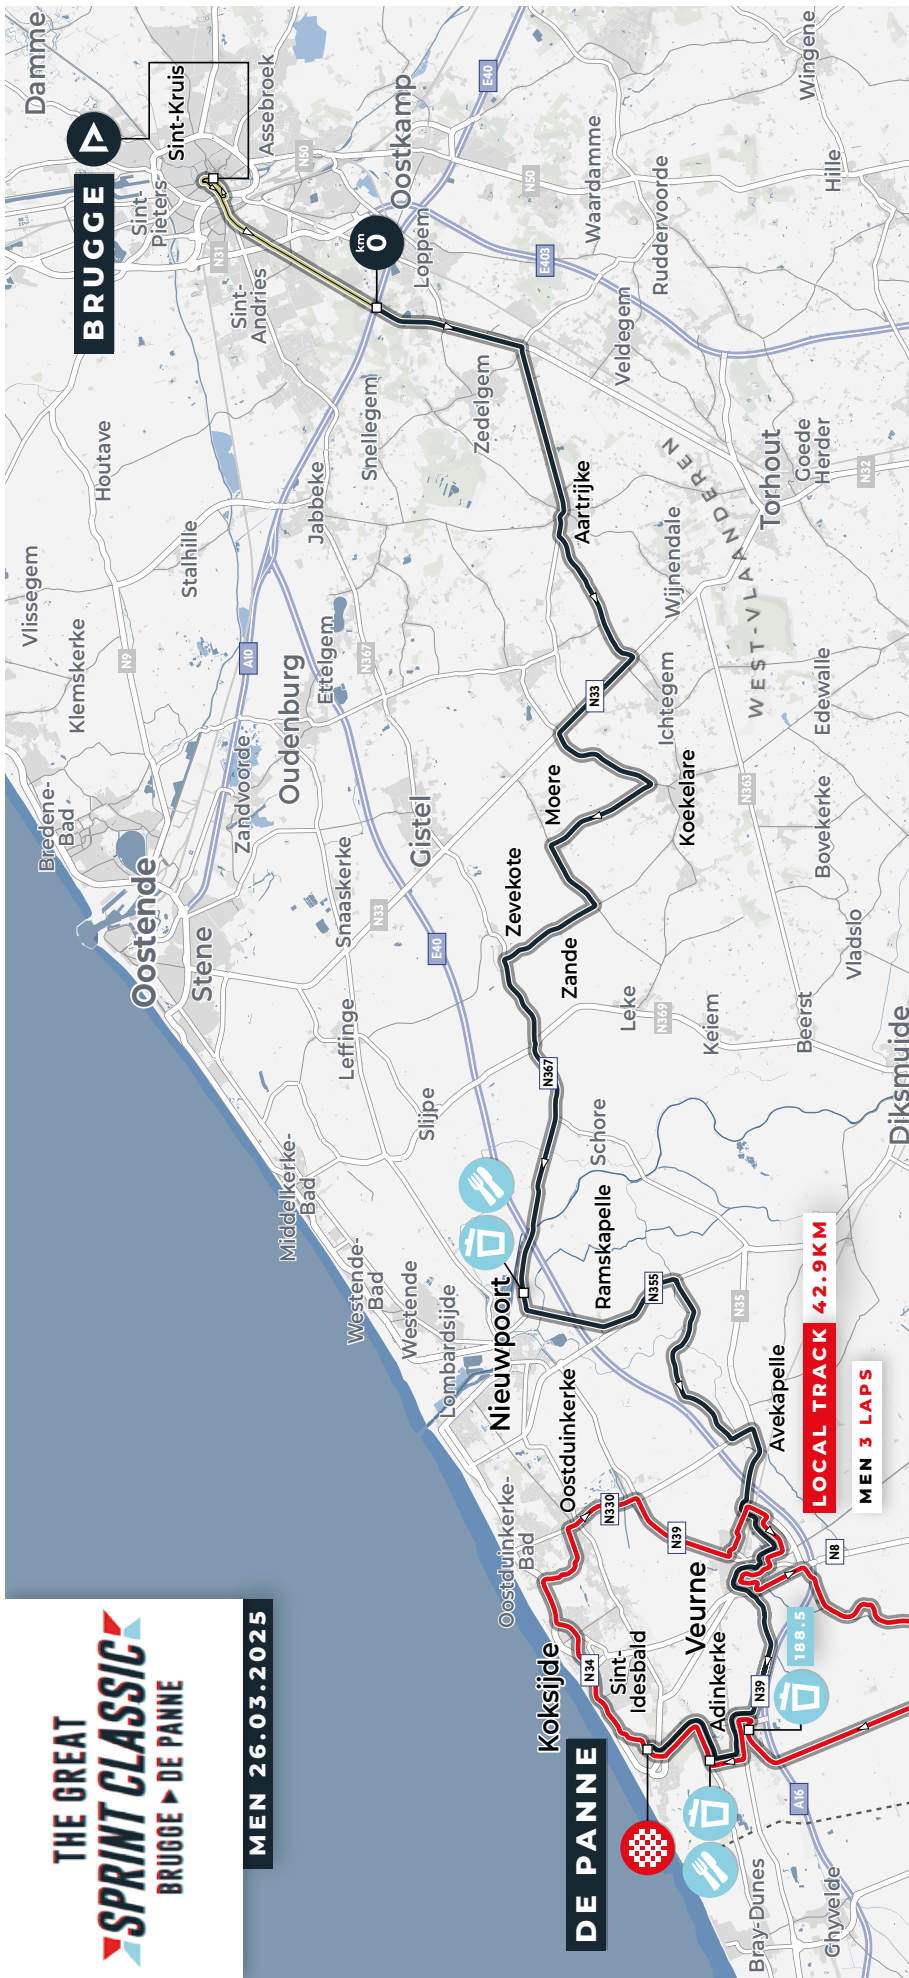 THE GREAT
SPRINT CLASSIC
BRUGGE ▸ DE PANNE
MEN 26.03.2025
BRUGGE
Damme
Sint-Kruis
Assebroek
Sint-
Pieters
N50
E40
Wingene
Oostkamp
N50
Waardamme
Hille
N31
Sint-
Andries
km
0
Loppem
E403
Ruddervoorde
Veldegem
Houtave
Snellegem
Zedelgem
Jabbeke
Stalhille
Aartrijke
WEST-VLAANDEREN
Torhout
Goede
Herder
N32
Wijnendale
Vlissegem
Klemskerke
N9
A10
Ettelgem
N367
Oudenburg
N33
Ichtegem
Edewalle
Zandvoorde
Bredene-
Bad
Moere
Koekelare
N363
Bovekerke
Gistel
Snaaskerke
N33
Zevekote
Oostende
Stene
E40
Zande
Vladslo
Leke
N369
Keiem
Beerst
Diksmuide
Leffinge
Slijpe
N367
Schore
Middelkerke-
Bad
Westende-
Bad
Westende
Lombardsijde
Nieuwpoort
Ramskapelle
N355
N35
Avekapelle
LOCAL TRACK 42.9KM
MEN 3 LAPS
Oostduinkerke
Oostduinkerke-
Bad
N330
N39
N8
Veurne
Koksijde
N34
Sint-
Idesbald
Adinkerke
N39
188.5
DE PANNE
A16
Bray-Dunes
Ghyvelde